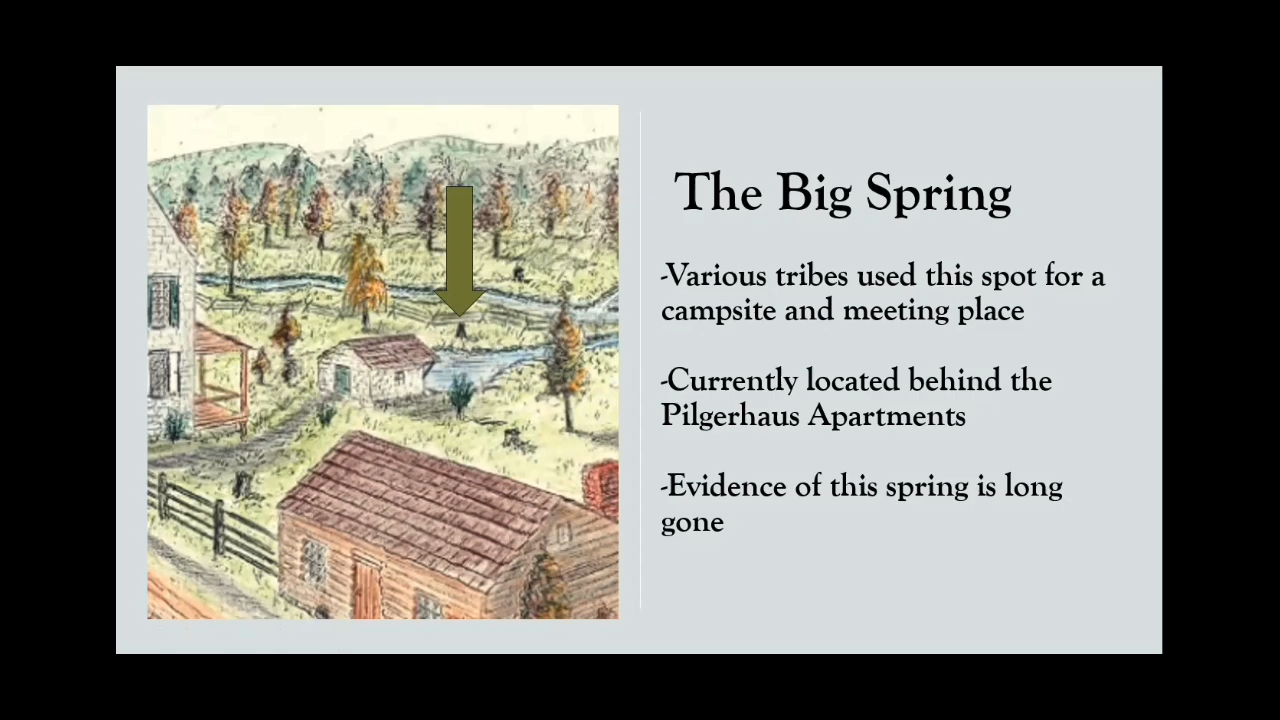 The Big Spring
-Various tribes used this spot for a
campsite and meeting place
-Currently located behind the
Pilgerhaus Apartments
-Evidence of this spring is long
gone